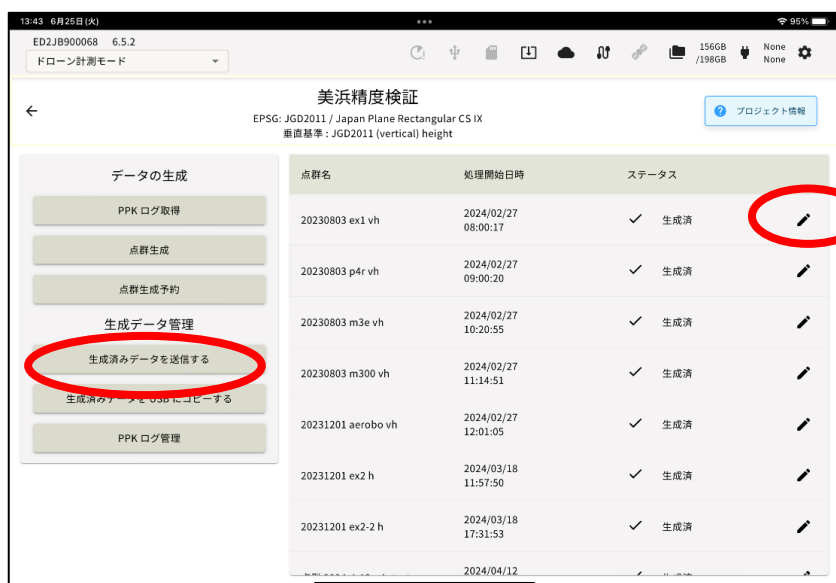 13:43 6月25日(火)
95%
ED2JB900068 6.5.2
ドローン計測モード
156GB
/198GB
None
None
美浜精度検証
EPSG: JGD2011 / Japan Plane Rectangular CS IX
垂直基準 : JGD2011 (vertical) height
プロジェクト情報
データの生成
PPK ログ取得
点群生成
点群生成予約
生成データ管理
生成済みデータを送信する
生成済みデータを USB にコピーする
PPK ログ管理
点群名 処理開始日時 ステータス
20230803 ex1 vh 2024/02/27 08:00:17 生成済
20230803 p4r vh 2024/02/27 09:00:20 生成済
20230803 m3e vh 2024/02/27 10:20:55 生成済
20230803 m300 vh 2024/02/27 11:14:51 生成済
20231201 aerobo vh 2024/02/27 12:01:05 生成済
20231201 ex2 h 2024/03/18 11:57:50 生成済
20231201 ex2-2 h 2024/03/18 17:31:53 生成済
2024/04/12